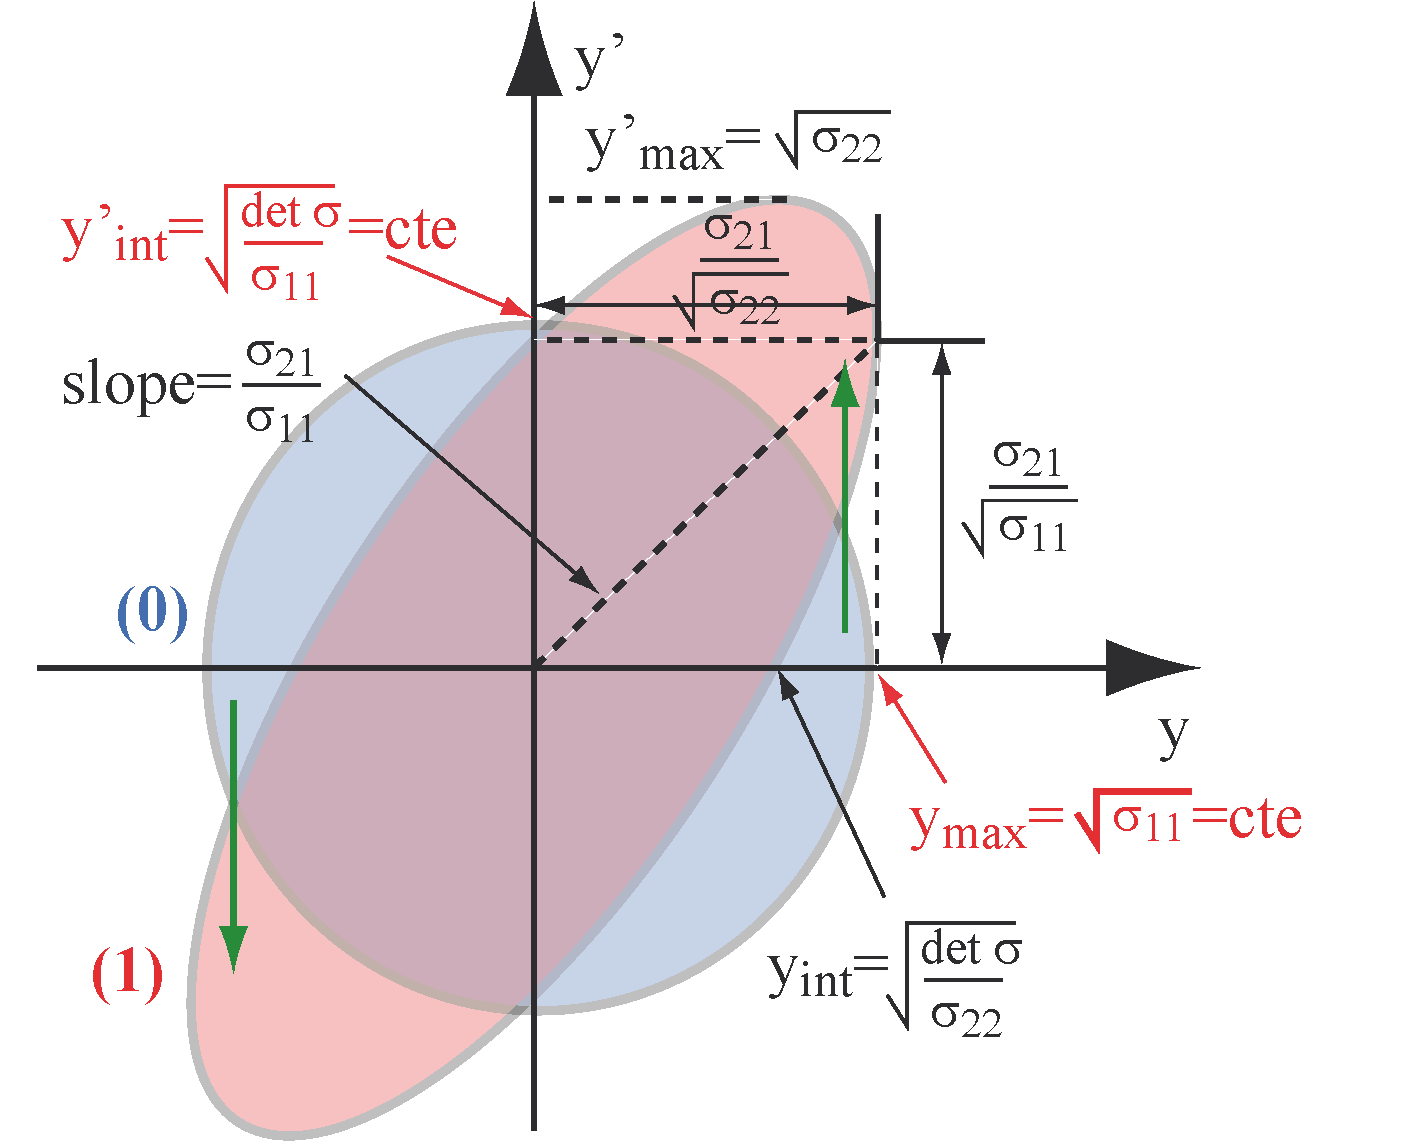 y’
y’max=√σ22
y’int=√(det σ/σ11)=cte
σ21/√σ22
slope=σ21/σ11
σ21/√σ11
(0)
y
ymax=√σ11=cte
(1)
yint=√(det σ/σ22)